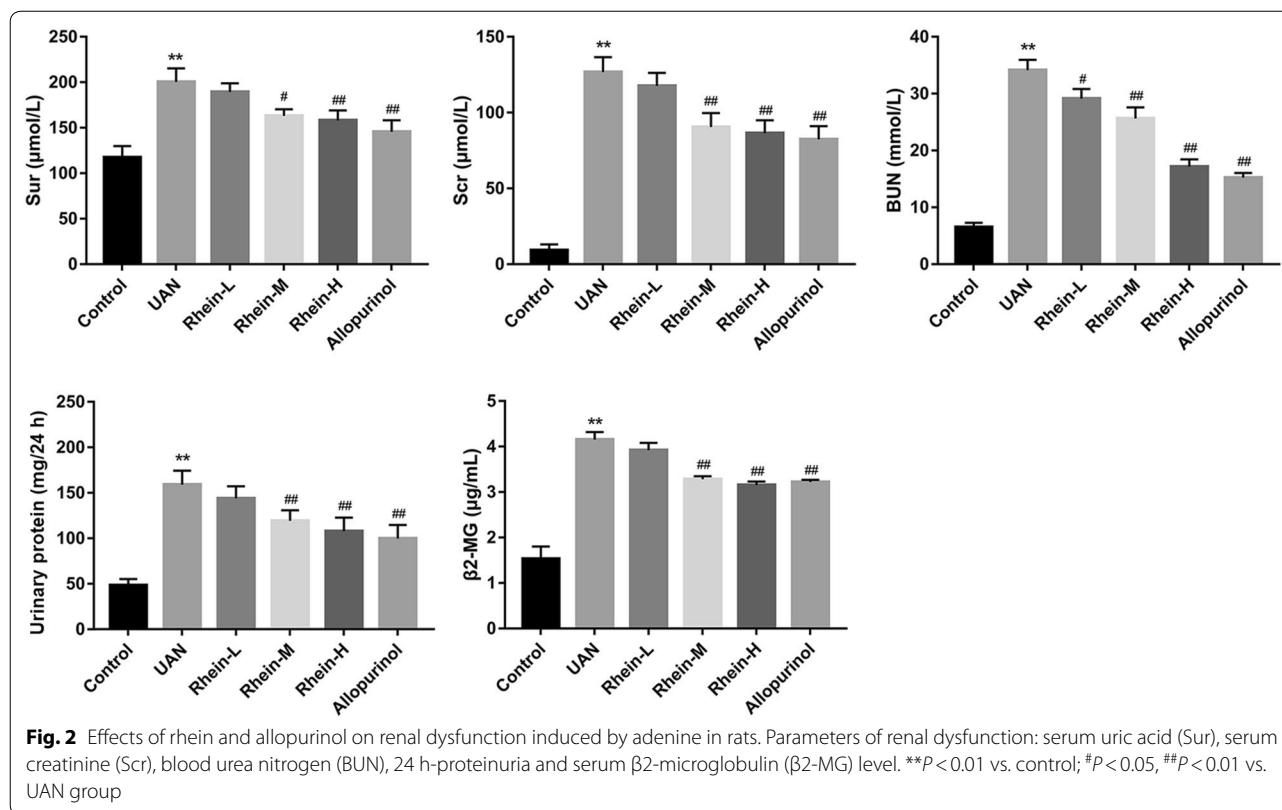 250
200
150
100
50
0
Sur (µmol/L)
**
#
##
##
Control
UAN
Rhein-L
Rhein-M
Rhein-H
Allopurinol
150
100
50
0
Scr (µmol/L)
**
##
##
##
Control
UAN
Rhein-L
Rhein-M
Rhein-H
Allopurinol
40
30
20
10
0
BUN (mmol/L)
**
#
##
##
##
Control
UAN
Rhein-L
Rhein-M
Rhein-H
Allopurinol
250
200
150
100
50
0
Urinary protein (mg/24 h)
**
##
##
##
Control
UAN
Rhein-L
Rhein-M
Rhein-H
Allopurinol
5
4
3
2
1
0
β2-MG (µg/mL)
**
##
##
##
Control
UAN
Rhein-L
Rhein-M
Rhein-H
Allopurinol
Fig. 2 Effects of rhein and allopurinol on renal dysfunction induced by adenine in rats. Parameters of renal dysfunction: serum uric acid (Sur), serum
creatinine (Scr), blood urea nitrogen (BUN), 24 h-proteinuria and serum β2-microglobulin (β2-MG) level. **P < 0.01 vs. control; #P < 0.05, ##P < 0.01 vs.
UAN group